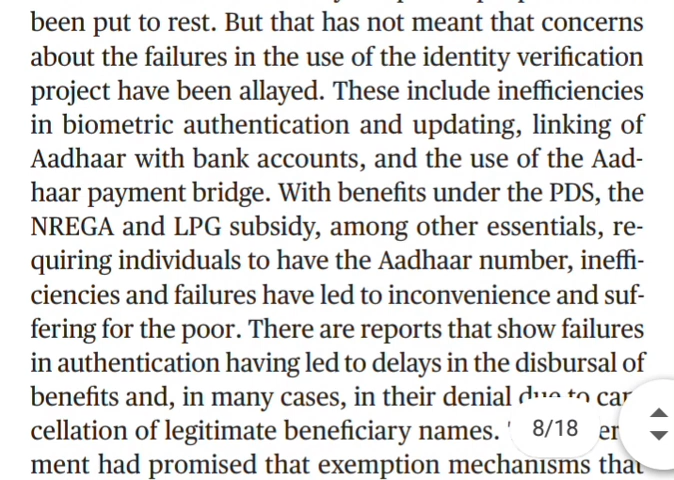 been put to rest. But that has not meant that concerns
about the failures in the use of the identity verification
project have been allayed. These include inefficiencies
in biometric authentication and updating, linking of
Aadhaar with bank accounts, and the use of the Aad-
haar payment bridge. With benefits under the PDS, the
NREGA and LPG subsidy, among other essentials, re-
quiring individuals to have the Aadhaar number, ineffi-
ciencies and failures have led to inconvenience and suf-
fering for the poor. There are reports that show failures
in authentication having led to delays in the disbursal of
benefits and, in many cases, in their denial due to
cellation of legitimate beneficiary names.
8/18
ment had promised that exemption mechanisms that